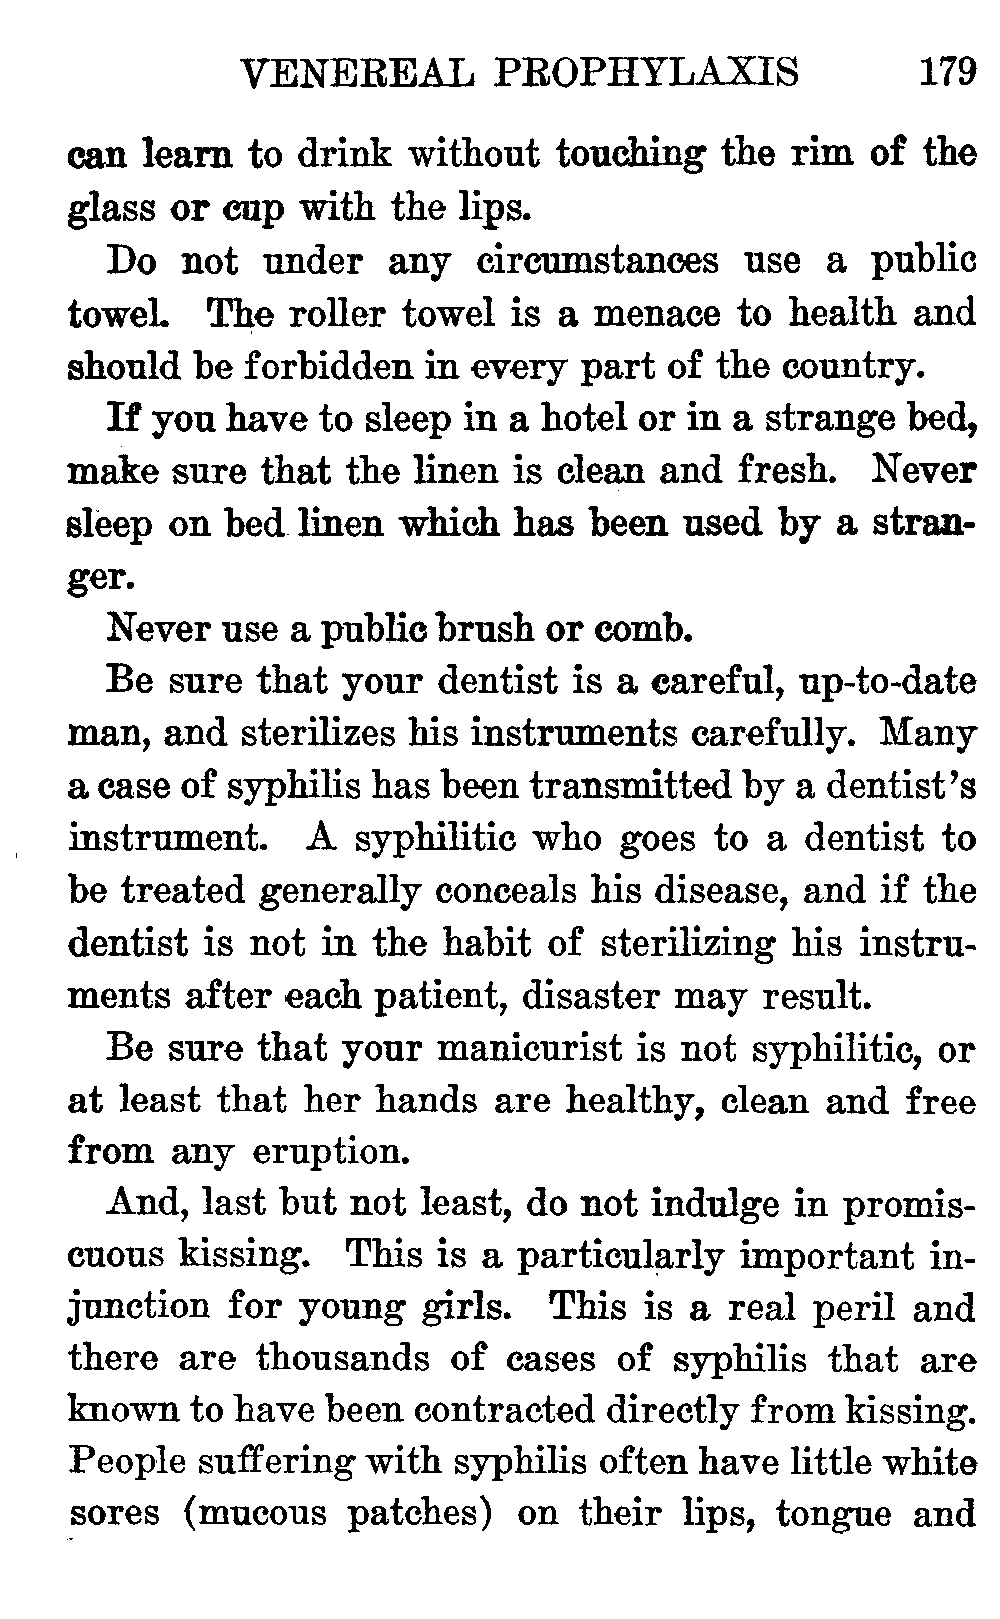 VENEREAL PROPHYLAXIS 179
can learn to drink without touching the rim of the
glass or cup with the lips.
Do not under any circumstances use a public
towel. The roller towel is a menace to health and
should be forbidden in every part of the country.
If you have to sleep in a hotel or in a strange bed,
make sure that the linen is clean and fresh. Never
sleep on bed linen which has been used by a stran-
ger.
Never use a public brush or comb.
Be sure that your dentist is a careful, up-to-date
man, and sterilizes his instruments carefully. Many
a case of syphilis has been transmitted by a dentist's
instrument. A syphilitic who goes to a dentist to
be treated generally conceals his disease, and if the
dentist is not in the habit of sterilizing his instru-
ments after each patient, disaster may result.
Be sure that your manicurist is not syphilitic, or
at least that her hands are healthy, clean and free
from any eruption.
And, last but not least, do not indulge in promis-
cuous kissing. This is a particularly important in-
junction for young girls. This is a real peril and
there are thousands of cases of syphilis that are
known to have been contracted directly from kissing.
People suffering with syphilis often have little white
sores (mucous patches) on their lips, tongue and